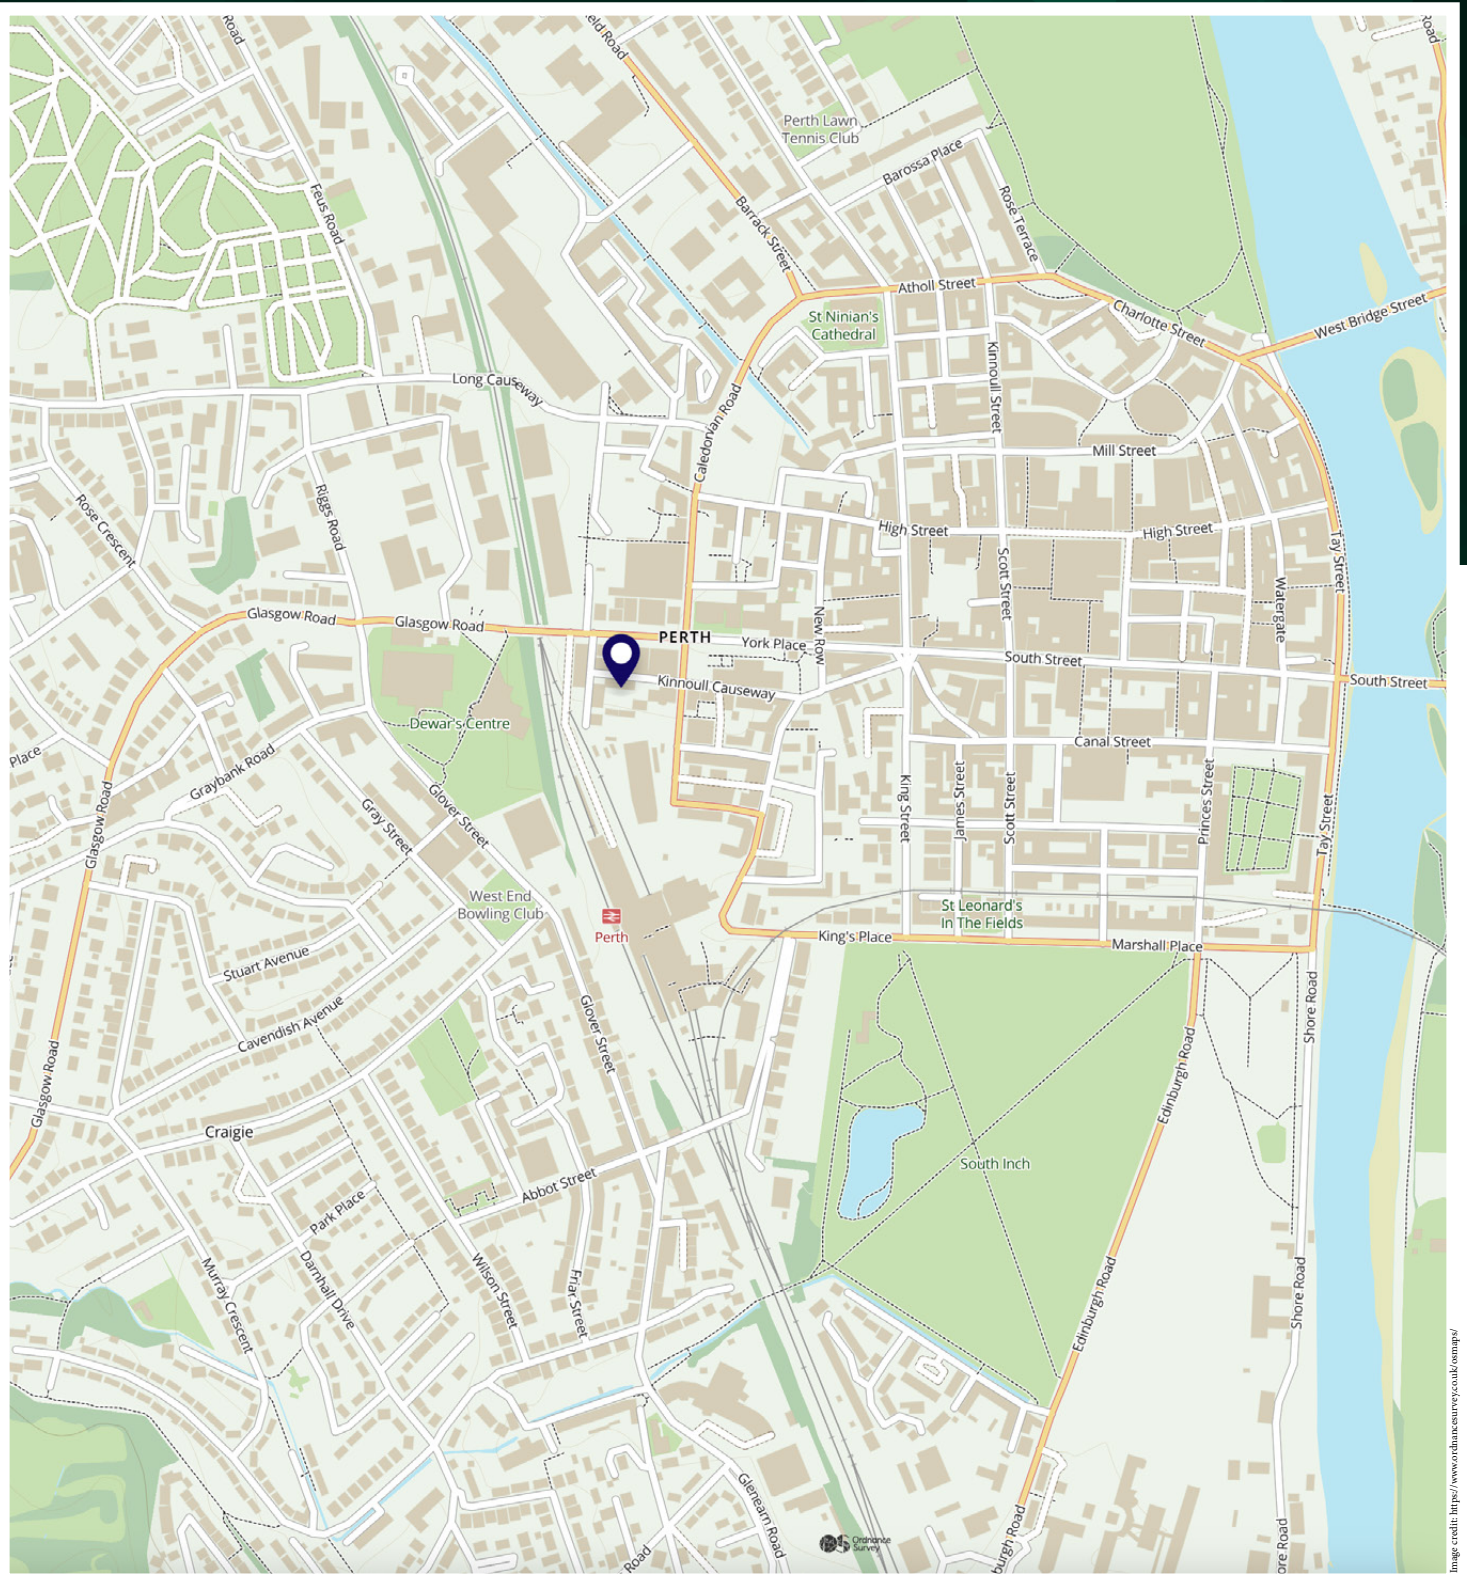 Road
field Road
Road
Perth Lawn
Tennis Club
Barossa Place
Feus Road
Barrack Street
Rose Terrace
Atholl Street
Charlotte Street
West Bridge Street
St Ninian's
Cathedral
Kinnoull Street
Long Causeway
Caledonian Road
Mill Street
Rose Crescent
Riggs Road
High Street
High Street
Scott Street
Tay Street
Watergate
Glasgow Road
Glasgow Road
PERTH
York Place
New Row
South Street
South Street
Kinnoull Causeway
Dewar's Centre
Place
Graybank Road
Canal Street
Glasgow Road
Gray Street
Glover Street
King Street
James Street
Scott Street
Princes Street
Tay Street
West End
Bowling Club
St Leonard's
In The Fields
Perth
King's Place
Marshall Place
Stuart Avenue
Cavendish Avenue
Glover Street
Shore Road
Glasgow Road
Edinburgh Road
Craigie
South Inch
Abbot Street
Park Place
Murray Crescent
Darnhall Drive
Wilson Street
Friar Street
Edinburgh Road
Shore Road
Glenearn Road
Road
Ordnance
Survey
burgh Road
ore Road
Image credit: https://www.ordnancesurvey.co.uk/osmaps/